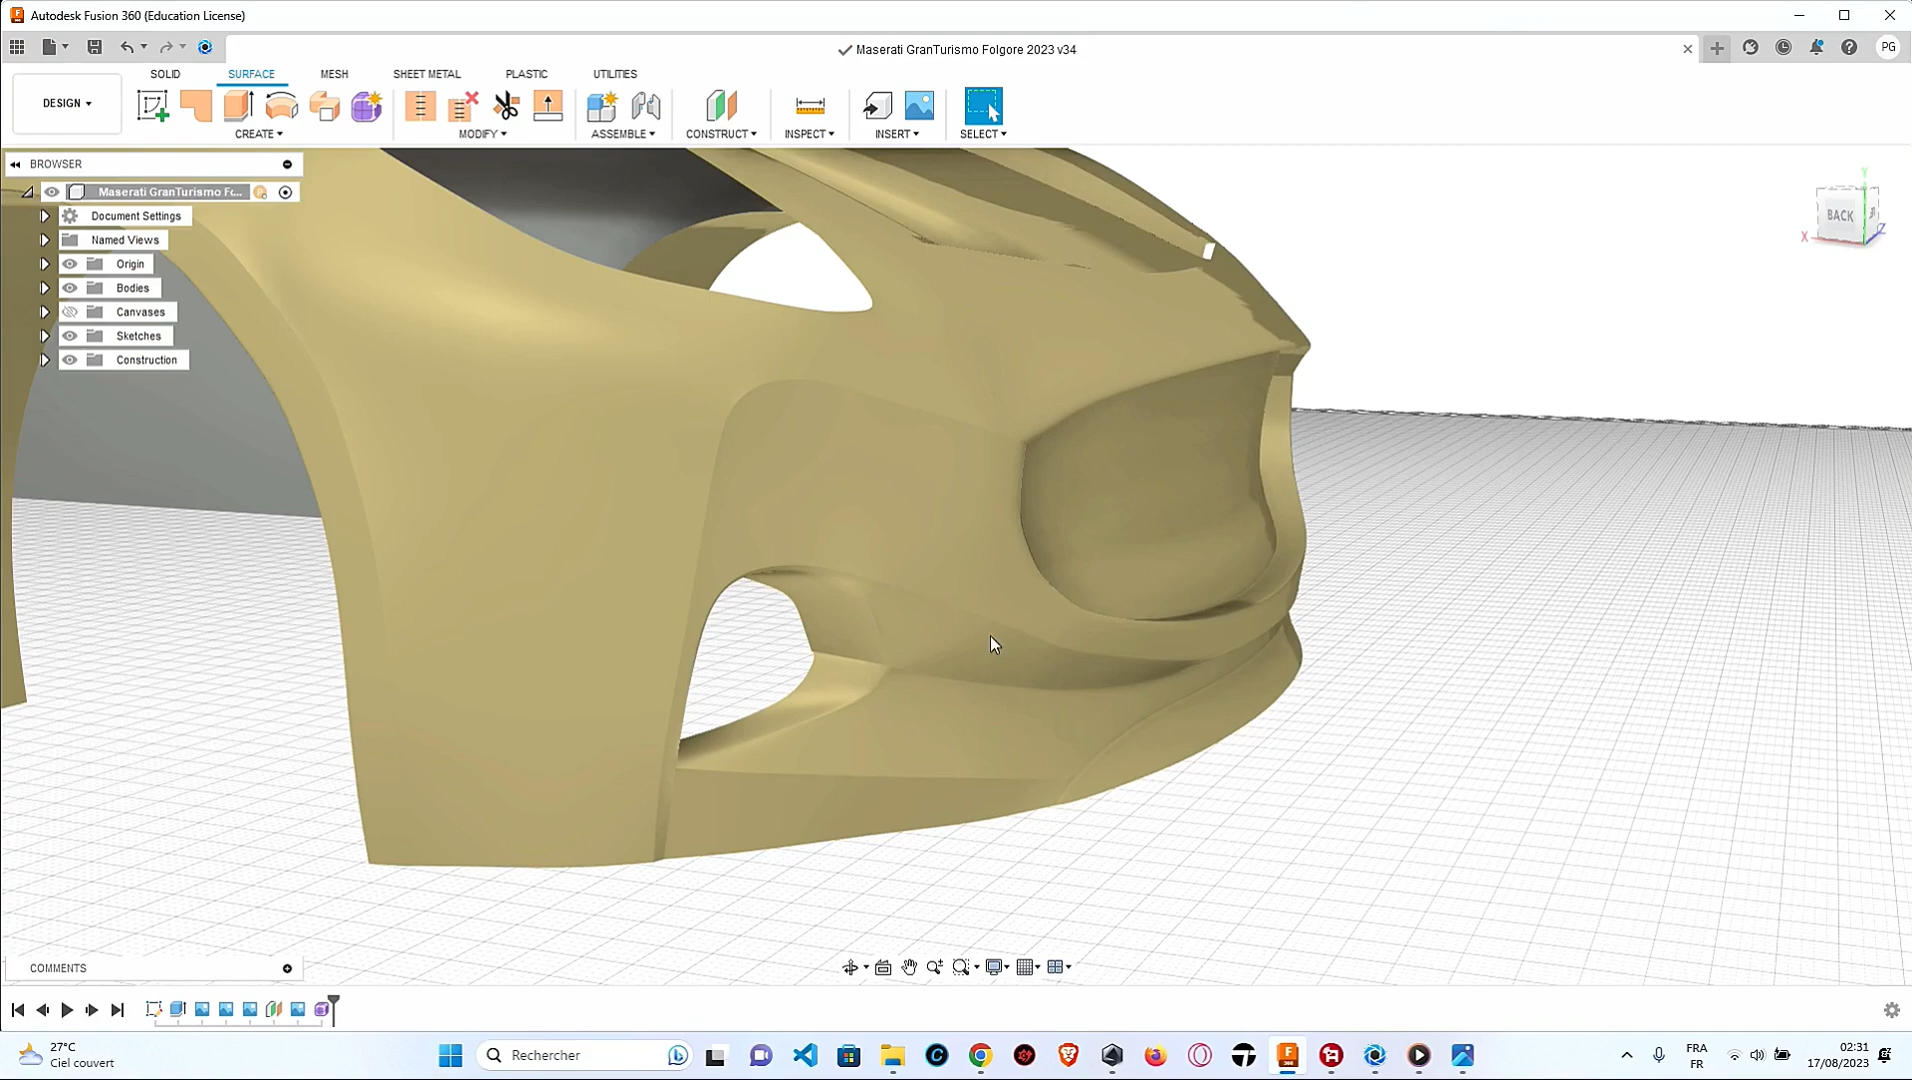 Autodesk Fusion 360 (Education License)
Maserati GranTurismo Folgore 2023 v34
PG
DESIGN
SOLID
SURFACE
MESH
SHEET METAL
PLASTIC
UTILITIES
CREATE
MODIFY
ASSEMBLE
CONSTRUCT
INSPECT
INSERT
SELECT
BROWSER
Maserati GranTurismo Fo...
Document Settings
Named Views
Origin
Bodies
Canvases
Sketches
Construction
Y
BACK
X
Z
COMMENTS
27°C
Ciel couvert
Rechercher
FRA
FR
02:31
17/08/2023